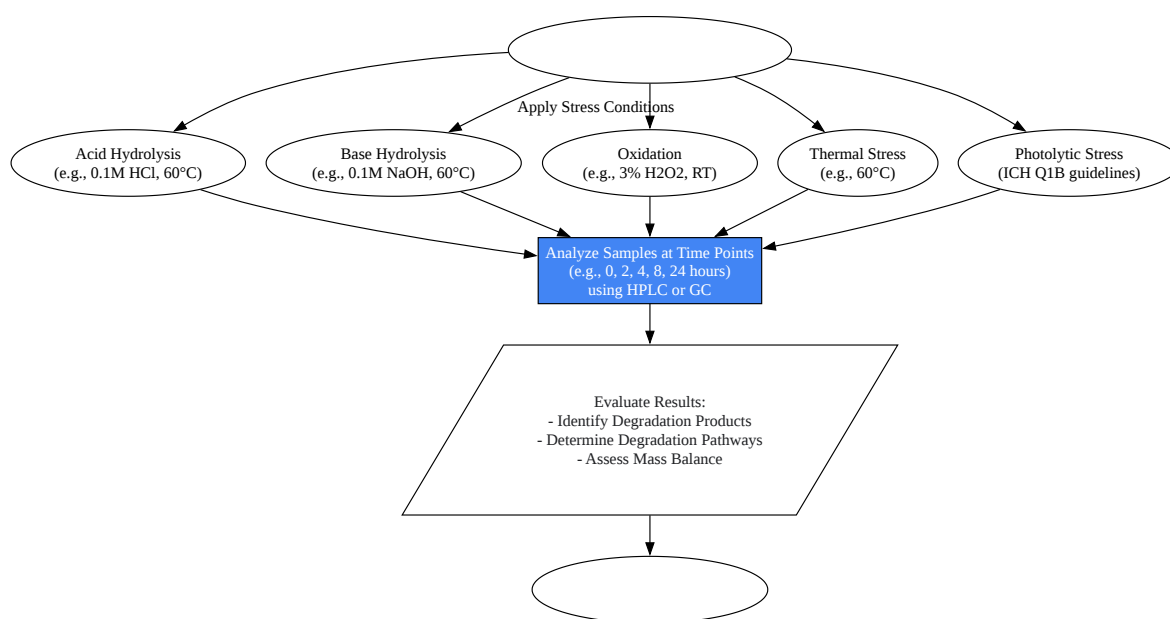 Apply Stress Conditions
Acid Hydrolysis
(e.g., 0.1M HCl, 60°C)
Base Hydrolysis
(e.g., 0.1M NaOH, 60°C)
Oxidation
(e.g., 3% H2O2, RT)
Thermal Stress
(e.g., 60°C)
Photolytic Stress
(ICH Q1B guidelines)
Analyze Samples at Time Points
(e.g., 0, 2, 4, 8, 24 hours)
using HPLC or GC
Evaluate Results:
- Identify Degradation Products
- Determine Degradation Pathways
- Assess Mass Balance